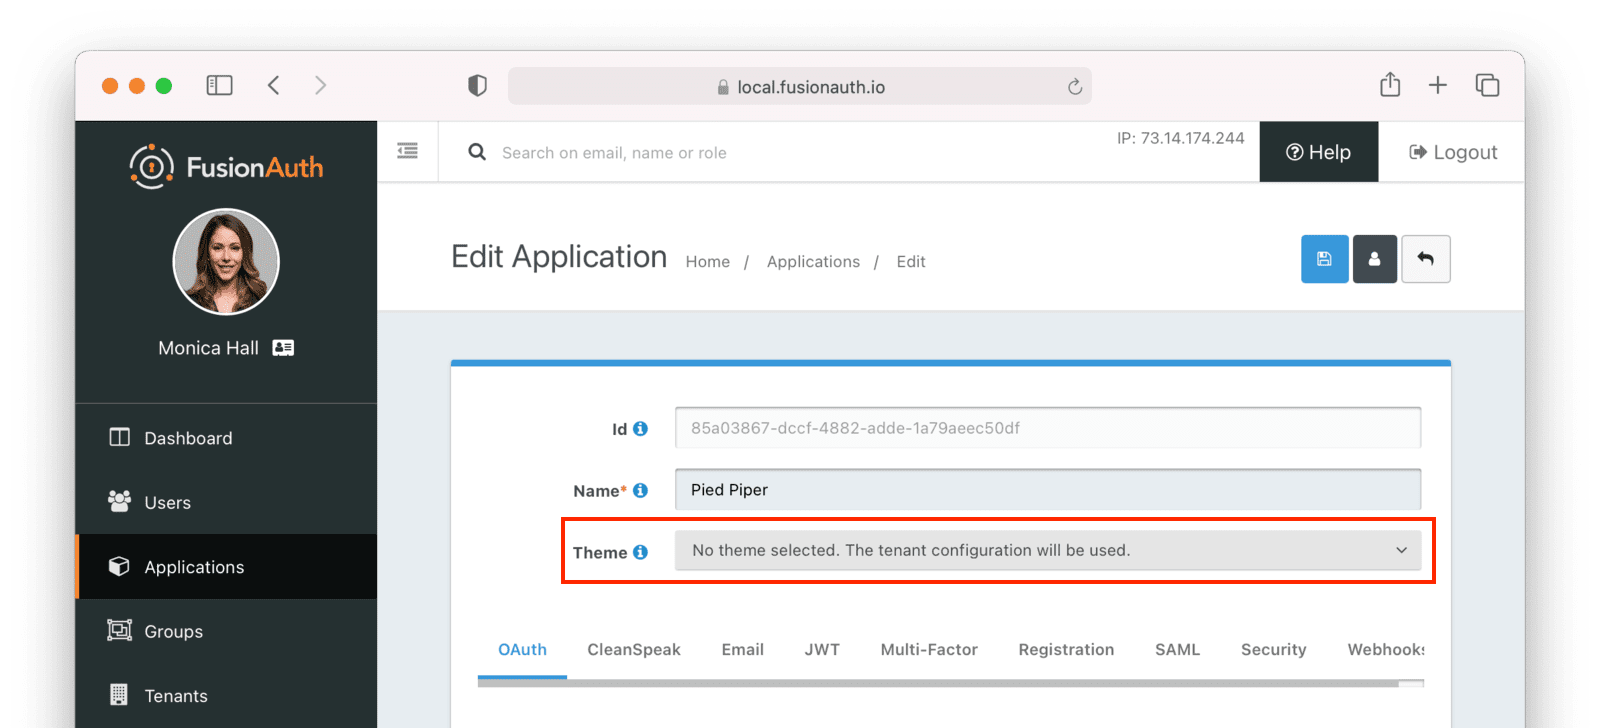 local.fusionauth.io
FusionAuth
Search on email, name or role
IP: 73.14.174.244
Help
Logout
Monica Hall
Dashboard
Users
Applications
Groups
Tenants
Edit Application
Home / Applications / Edit
Id
85a03867-dccf-4882-adde-1a79aeec50df
Name*
Pied Piper
Theme
No theme selected. The tenant configuration will be used.
OAuth CleanSpeak Email JWT Multi-Factor Registration SAML Security Webhooks